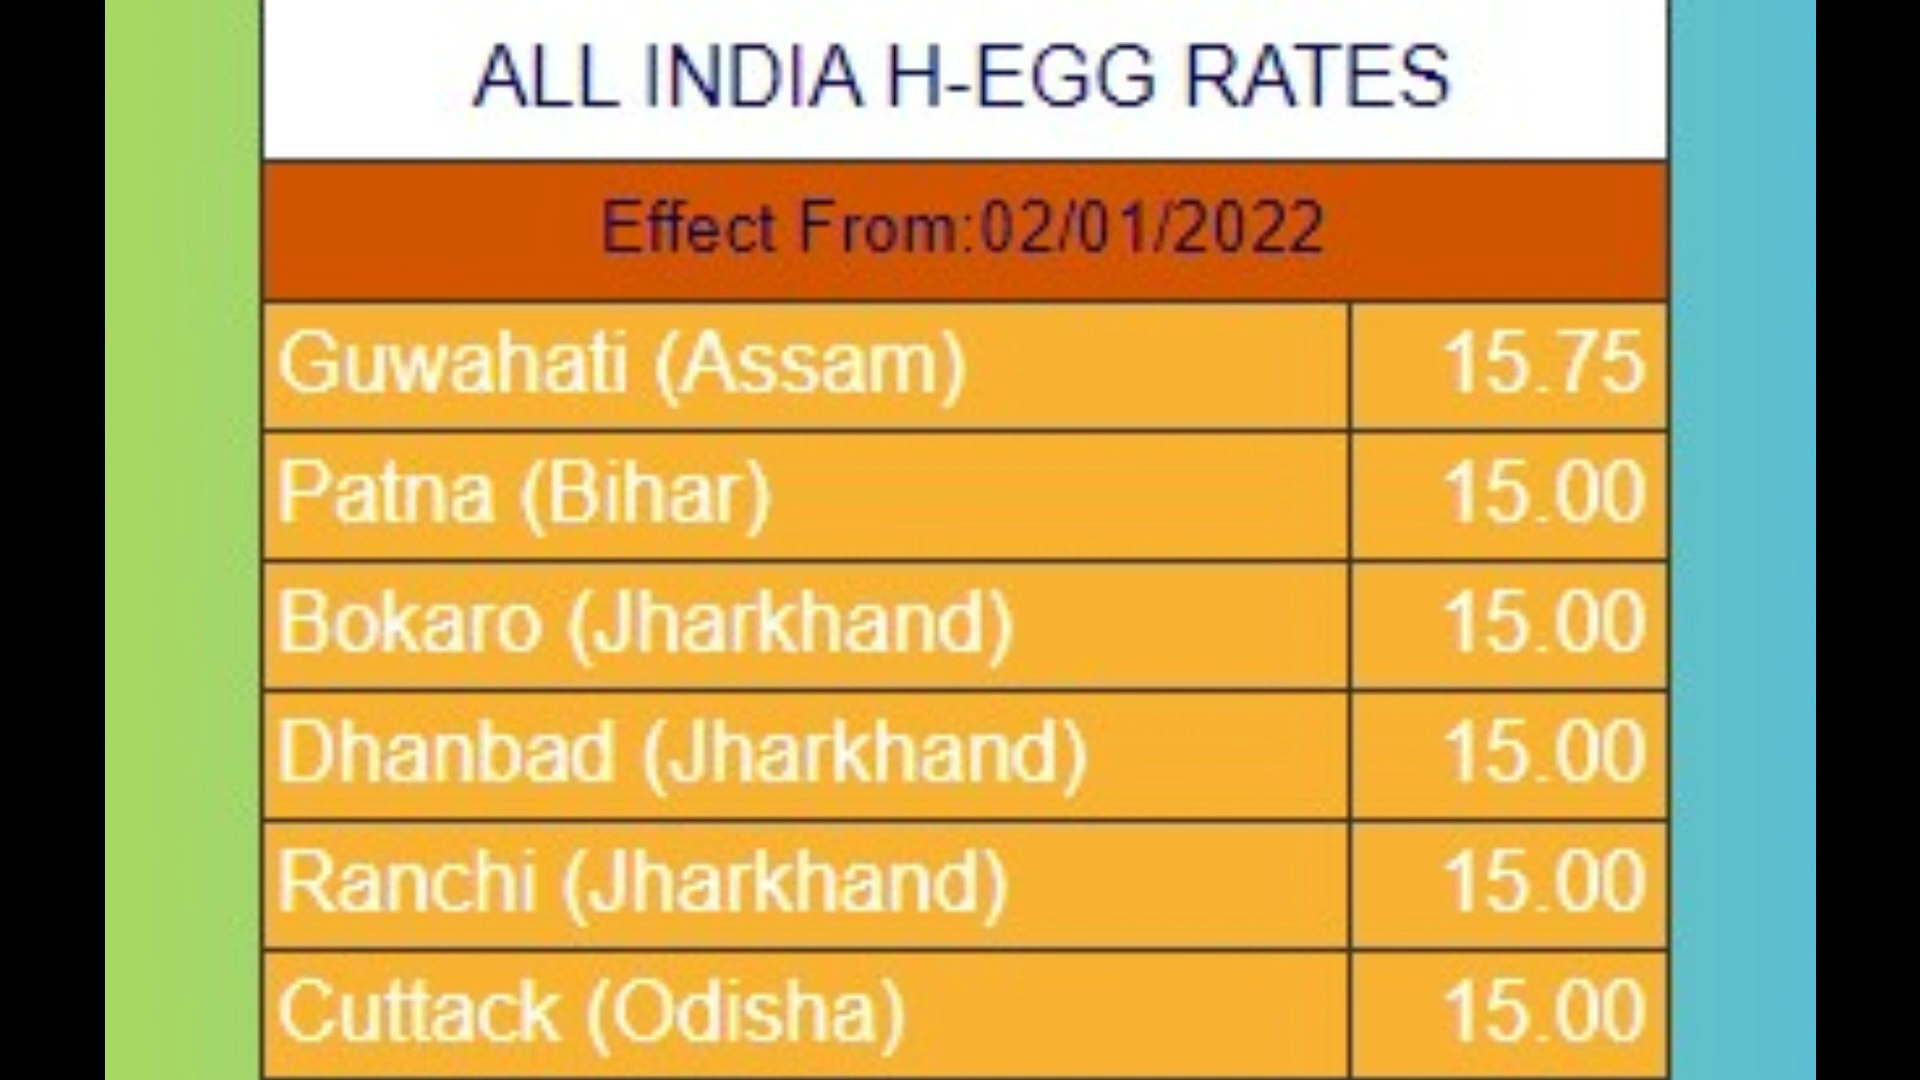 ALL INDIA H-EGG RATES
Effect From:02/01/2022
Guwahati (Assam) 15.75
Patna (Bihar) 15.00
Bokaro (Jharkhand) 15.00
Dhanbad (Jharkhand) 15.00
Ranchi (Jharkhand) 15.00
Cuttack (Odisha) 15.00